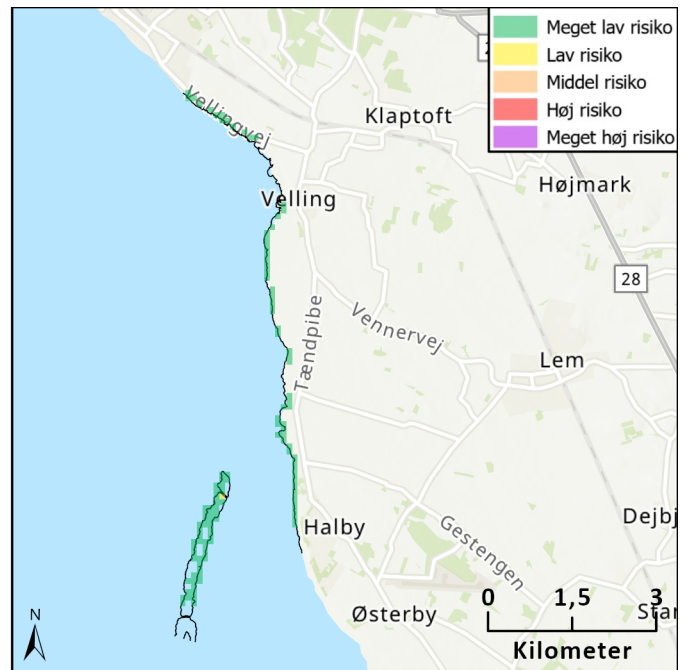 Meget lav risiko
Lav risiko
Middel risiko
Høj risiko
Meget høj risiko
Vellingvej
Klaptoft
Højmark
Velling
28
Vennervej
Tændpibe
Lem
Halby
Gestengen
Dejbj
Østerby
0 1,5 3
Kilometer
N